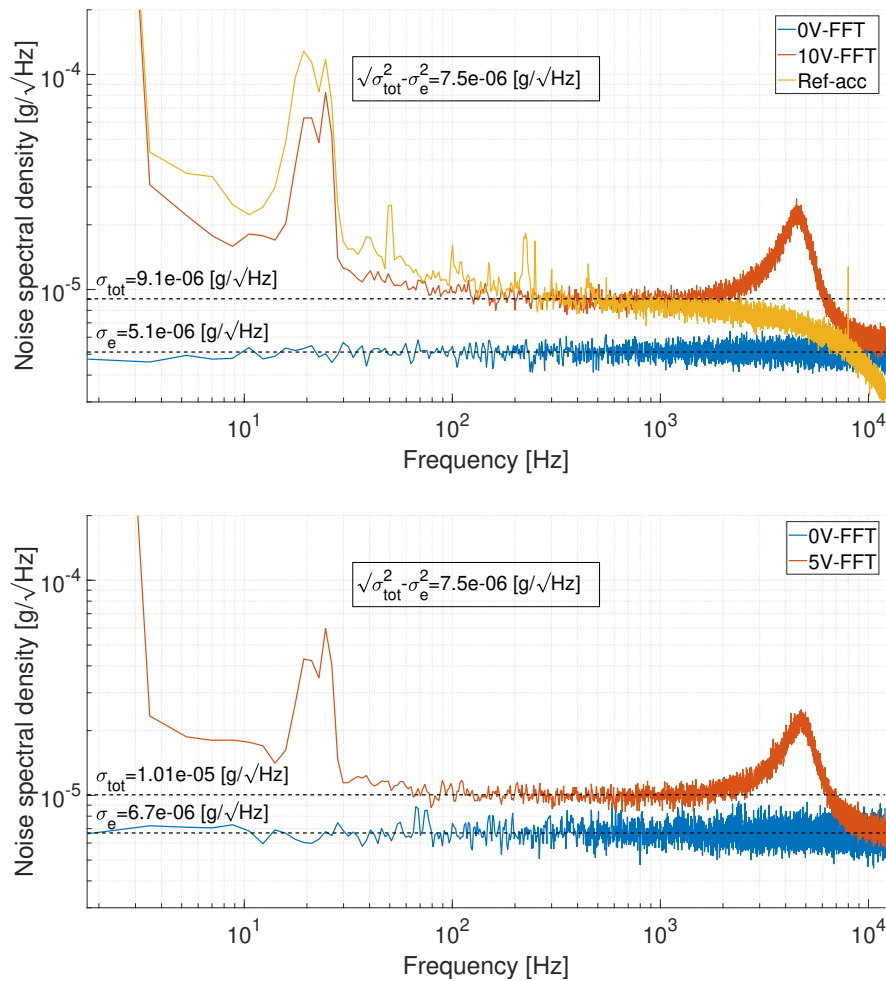 0V-FFT
10V-FFT
Ref-acc
√σ²tot-σ²e=7.5e-06 [g/√Hz]
Noise spectral density [g/√Hz]
10⁻⁴
10⁻⁵
σtot=9.1e-06 [g/√Hz]
σe=5.1e-06 [g/√Hz]
10¹ 10² 10³ 10⁴
Frequency [Hz]
0V-FFT
5V-FFT
√σ²tot-σ²e=7.5e-06 [g/√Hz]
Noise spectral density [g/√Hz]
10⁻⁴
10⁻⁵
σtot=1.01e-05 [g/√Hz]
σe=6.7e-06 [g/√Hz]
10¹ 10² 10³ 10⁴
Frequency [Hz]